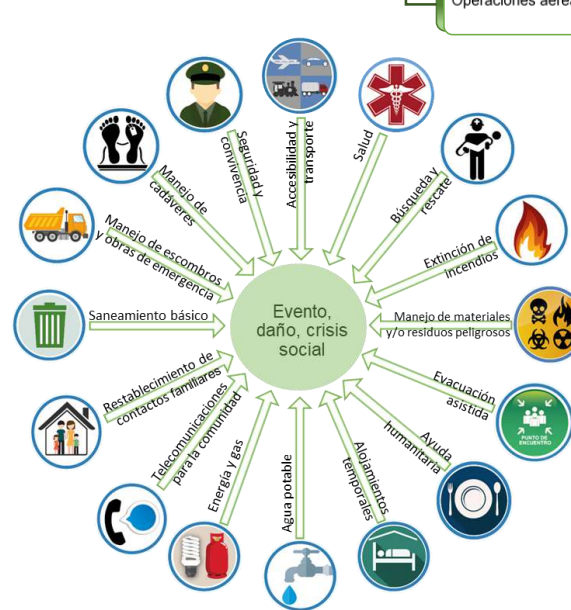 Operaciones aére
Accesibilidad y
transporte
Salud
Búsqueda y
rescate
Extinción de
incendios
Manejo de materiales
y/o residuos peligrosos
Evacuación
asistida
PUNTO DE
ENCUENTRO
Ayuda
humanitaria
Alojamientos
temporales
Agua potable
Energía y gas
Telecomunicaciones
para la comunidad
Restablecimiento de
contactos familiares
Saneamiento básico
Manejo de escombros
y obras de emergencia
Manejo de
cadáveres
Seguridad y
convivencia
Evento,
daño, crisis
social